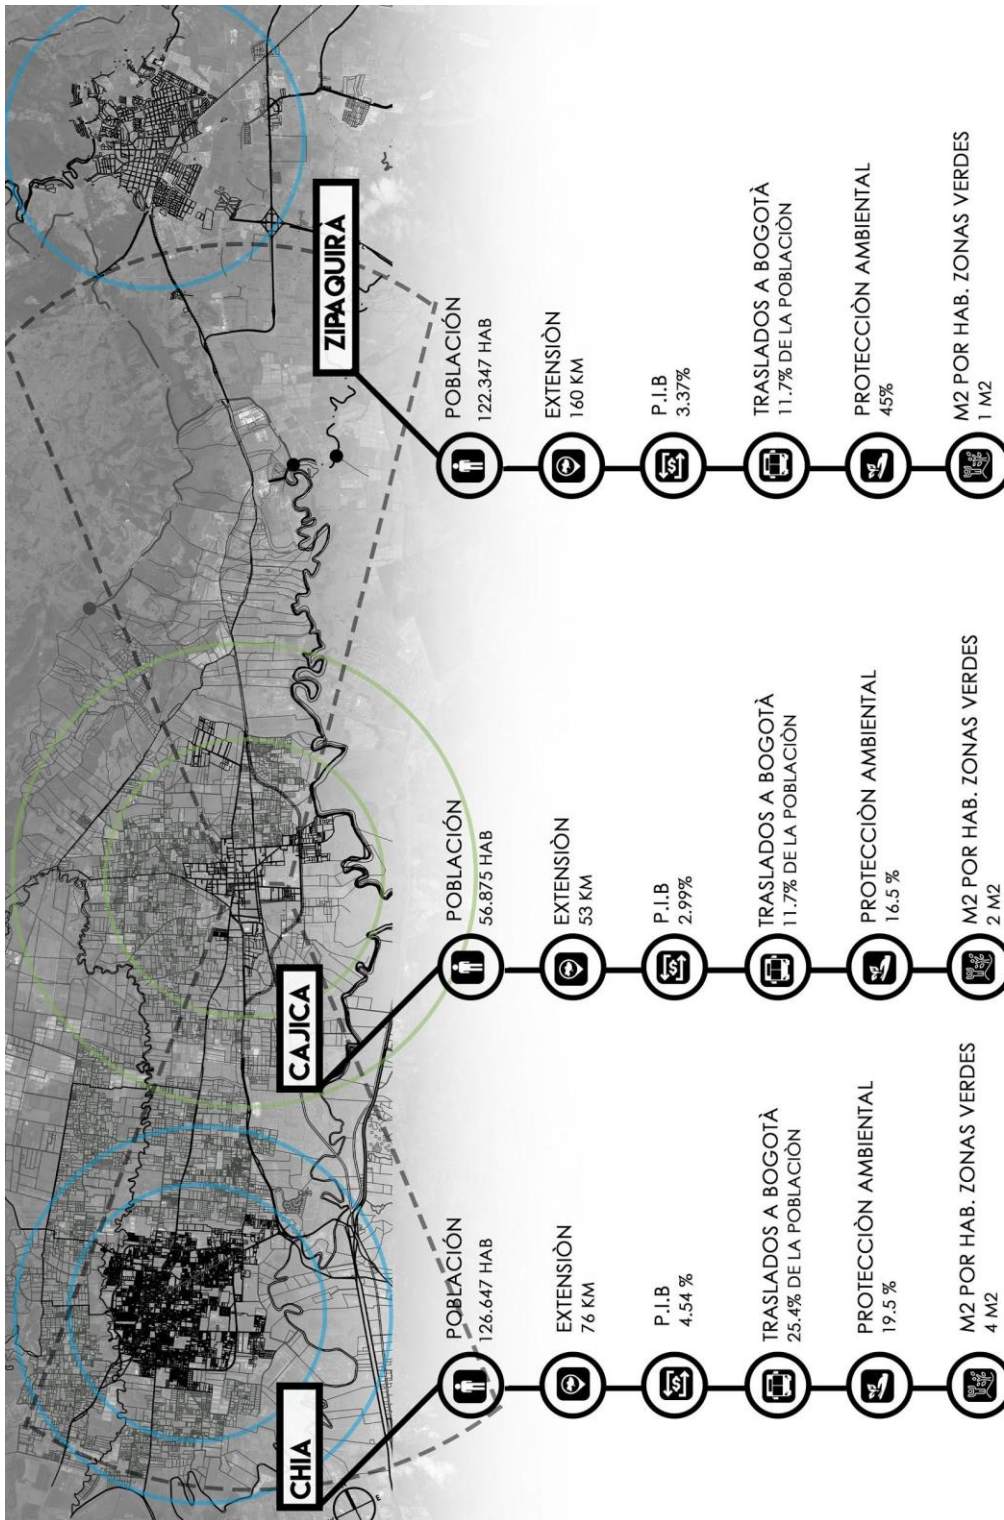 CHIA
POBLACIÓN
126.647 HAB
EXTENSIÒN
76 KM
P.I.B
4.54 %
TRASLADOS A BOGOTÀ
25.4% DE LA POBLACIÒN
PROTECCIÒN AMBIENTAL
19.5 %
M2 POR HAB. ZONAS VERDES
4 M2
CAJICA
POBLACIÓN
56.875 HAB
EXTENSIÒN
53 KM
P.I.B
2.99%
TRASLADOS A BOGOTÀ
11.7% DE LA POBLACIÒN
PROTECCIÒN AMBIENTAL
16.5 %
M2 POR HAB. ZONAS VERDES
2 M2
ZIPAQUIRÁ
POBLACIÓN
122.347 HAB
EXTENSIÒN
160 KM
P.I.B
3.37%
TRASLADOS A BOGOTÀ
11.7% DE LA POBLACIÒN
PROTECCIÒN AMBIENTAL
45%
M2 POR HAB. ZONAS VERDES
1 M2
E